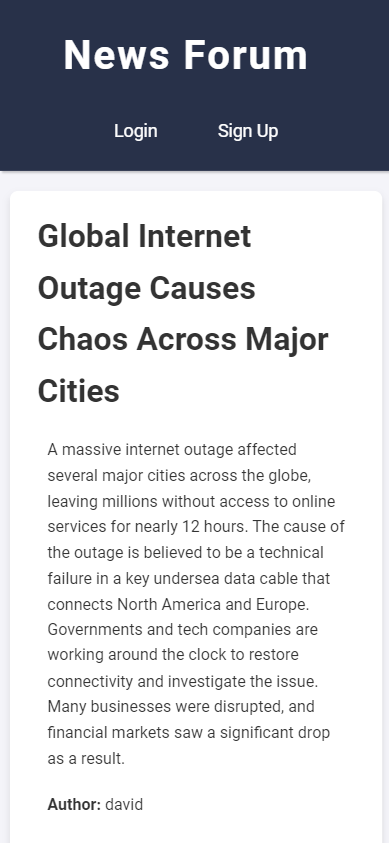 News Forum
Login Sign Up
Global Internet
Outage Causes
Chaos Across Major
Cities
A massive internet outage affected
several major cities across the globe,
leaving millions without access to online
services for nearly 12 hours. The cause of
the outage is believed to be a technical
failure in a key undersea data cable that
connects North America and Europe.
Governments and tech companies are
working around the clock to restore
connectivity and investigate the issue.
Many businesses were disrupted, and
financial markets saw a significant drop
as a result.
Author: david